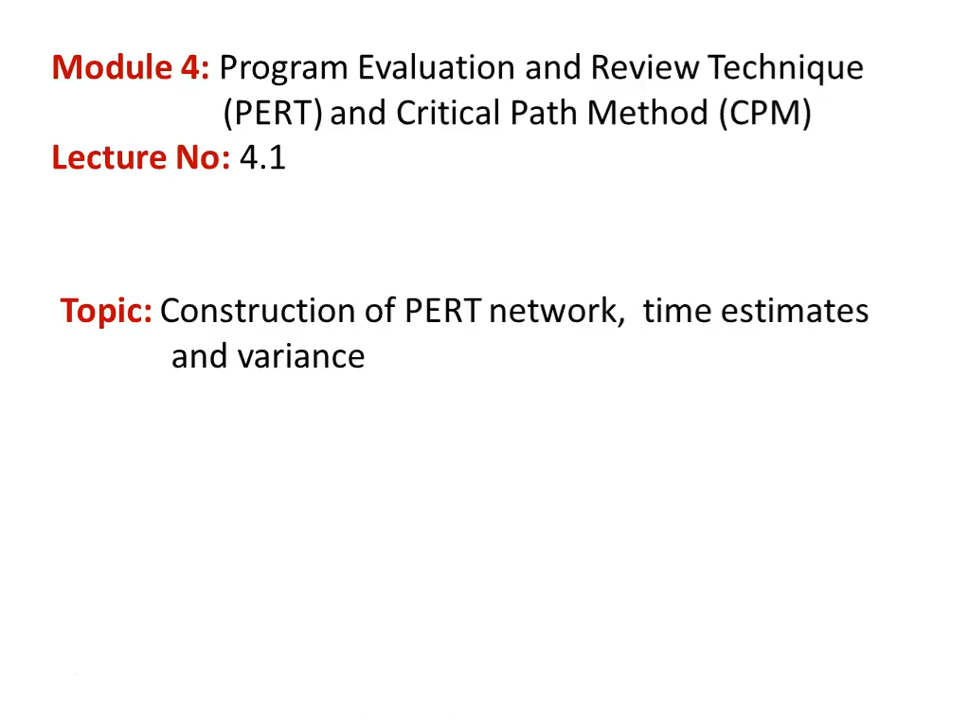 Module 4: Program Evaluation and Review Technique
(PERT) and Critical Path Method (CPM)
Lecture No: 4.1
Topic: Construction of PERT network, time estimates
and variance